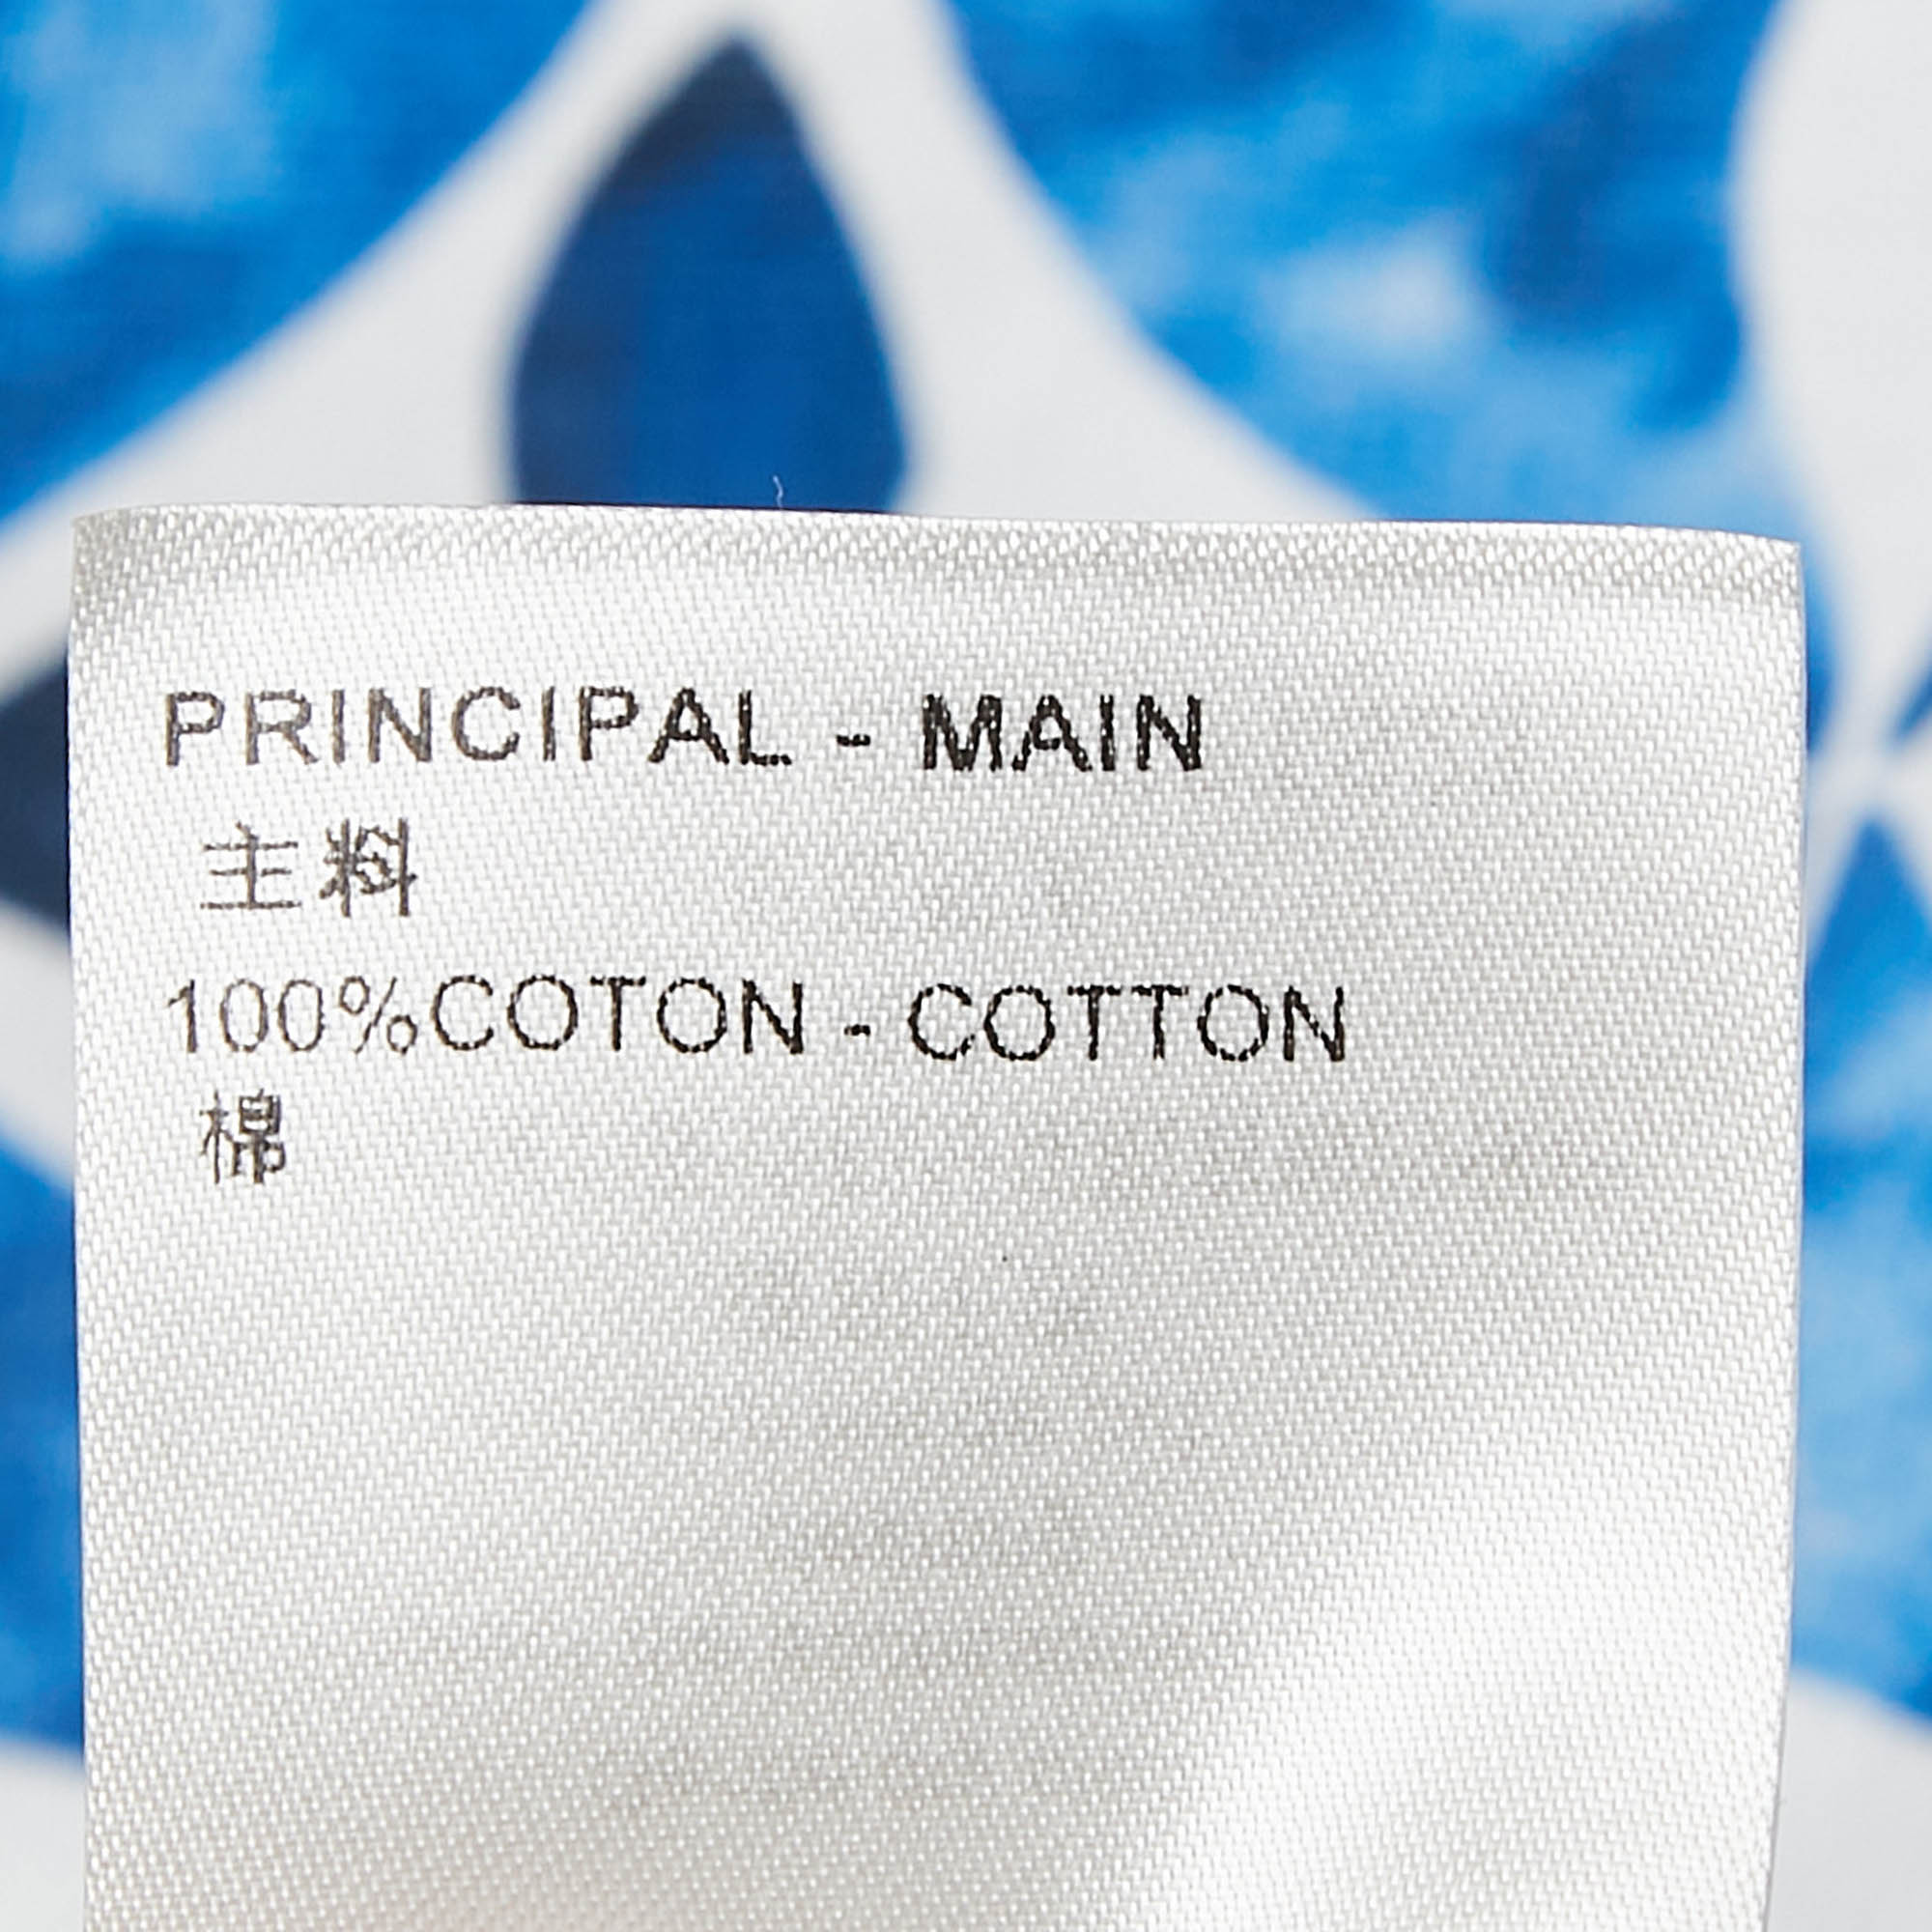 PRINCIPAL - MAIN
主料
100%COTON - COTTON
棉